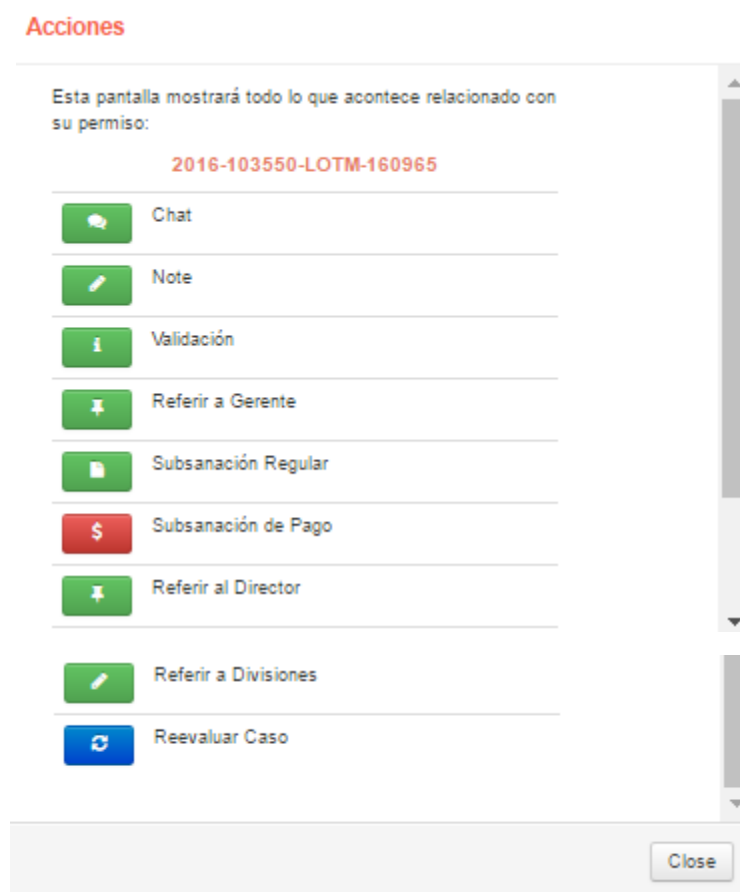 Acciones
Esta pantalla mostrará todo lo que acontece relacionado con
su permiso:
2016-103550-LOTM-160965
Chat
Note
Validación
Referir a Gerente
Subsanación Regular
$ Subsanación de Pago
Referir al Director
Referir a Divisiones
Reevaluar Caso
Close